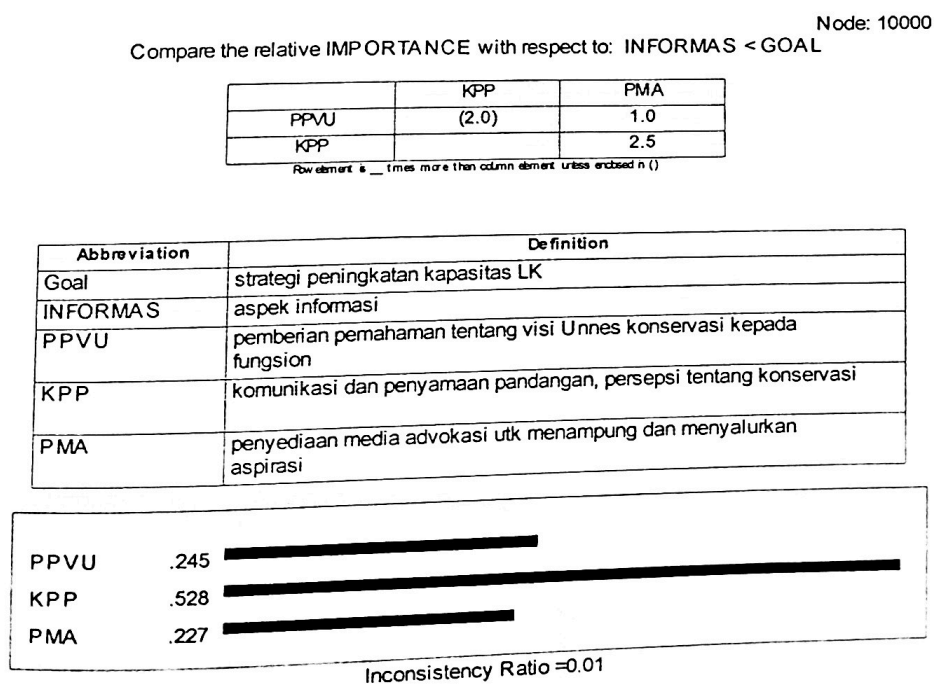 Node: 10000
Compare the relative IMPORTANCE with respect to: INFORMAS < GOAL
KPP PMA
PPVU (2.0) 1.0
KPP 2.5
Row element is __ times more than column element unless enclosed in ()
Abbreviation Definition
Goal strategi peningkatan kapasitas LK
INFORMAS aspek informasi
PPVU pemberian pemahaman tentang visi Unnes konservasi kepada
fungsion
KPP komunikasi dan penyamaan pandangan, persepsi tentang konservasi
PMA penyediaan media advokasi utk menampung dan menyalurkan
aspirasi
PPVU .245
KPP .528
PMA .227
Inconsistency Ratio =0.01